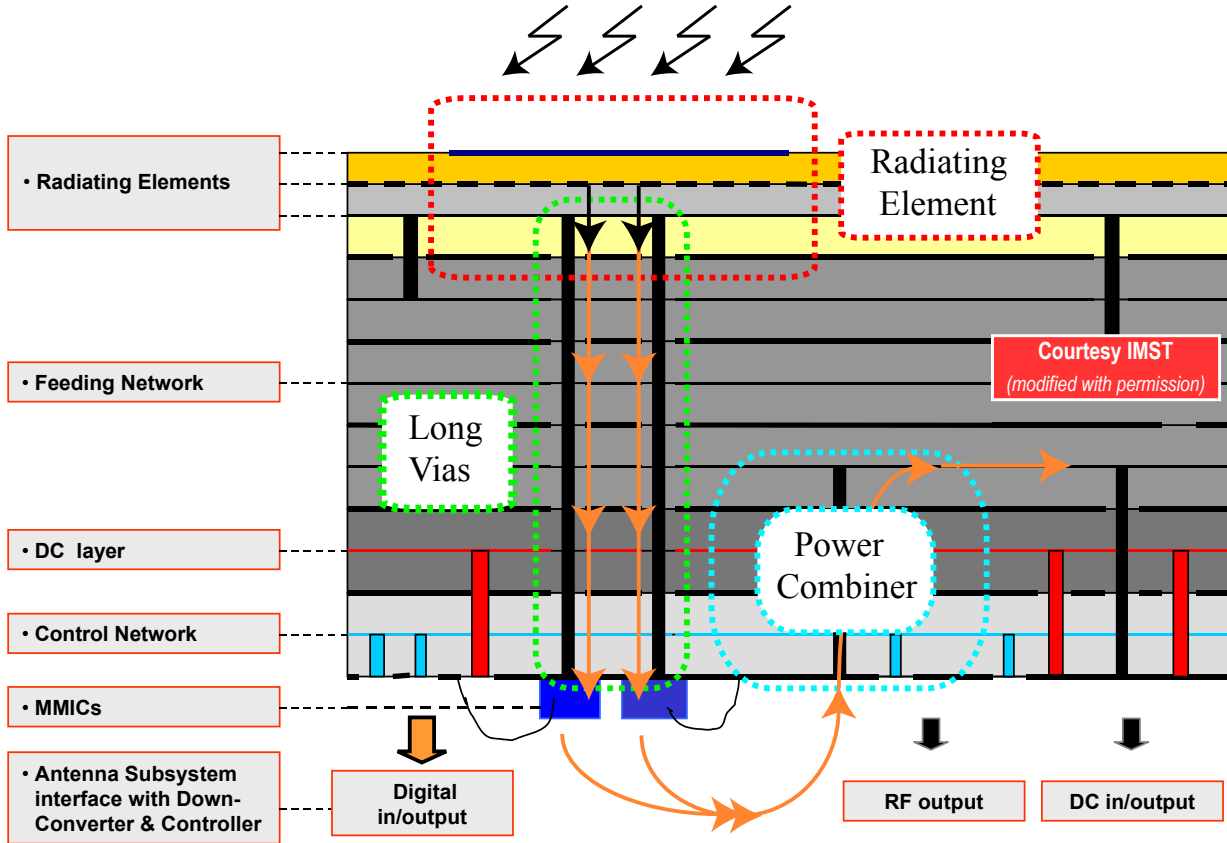 • Radiating Elements
Radiating
Element
Courtesy IMST
(modified with permission)
• Feeding Network
Long
Vias
• DC layer
Power
Combiner
• Control Network
• MMICs
• Antenna Subsystem
interface with Down-
Converter & Controller
Digital
in/output
RF output
DC in/output